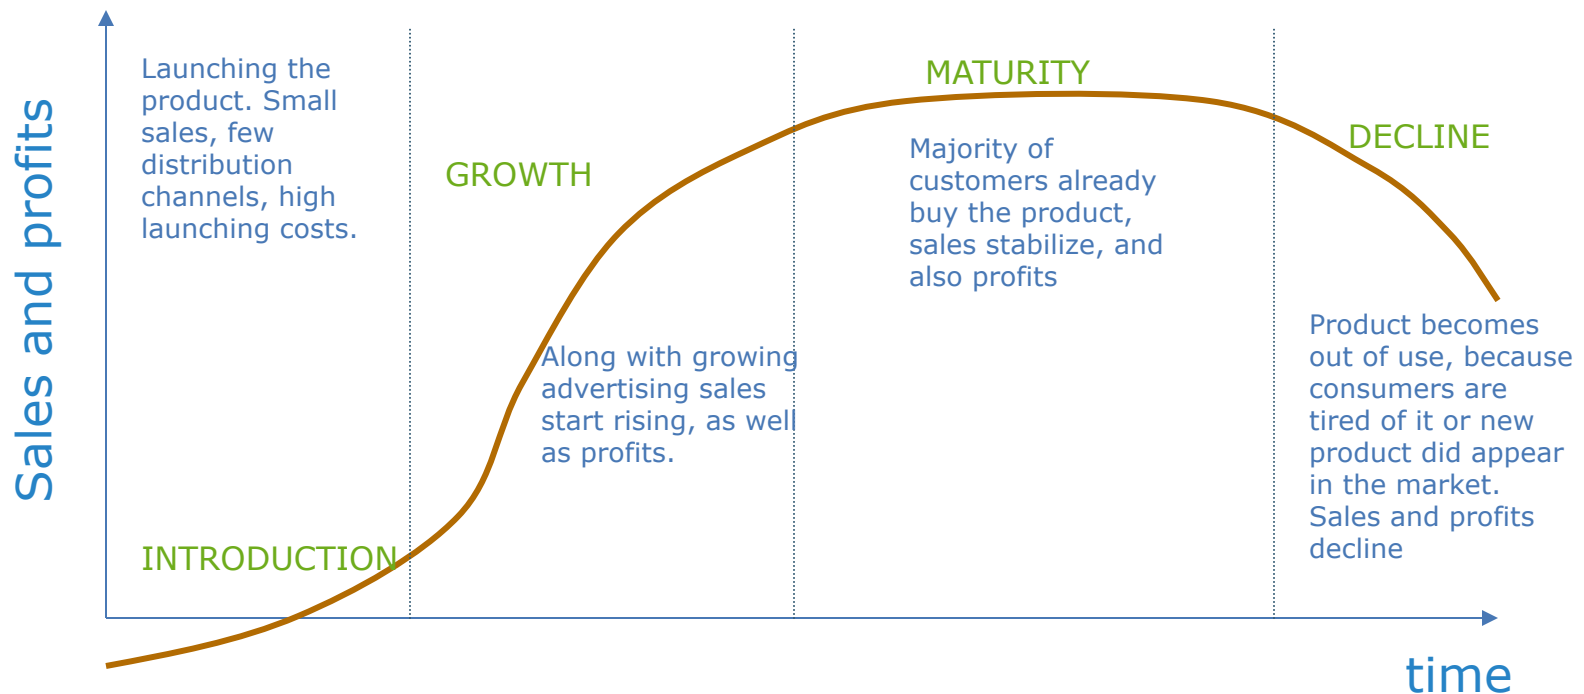 Sales and profits
Launching the
product. Small
sales, few
distribution
channels, high
launching costs.
INTRODUCTION
GROWTH
Along with growing
advertising sales
start rising, as well
as profits.
MATURITY
Majority of
customers already
buy the product,
sales stabilize, and
also profits
DECLINE
Product becomes
out of use, because
consumers are
tired of it or new
product did appear
in the market.
Sales and profits
decline
time